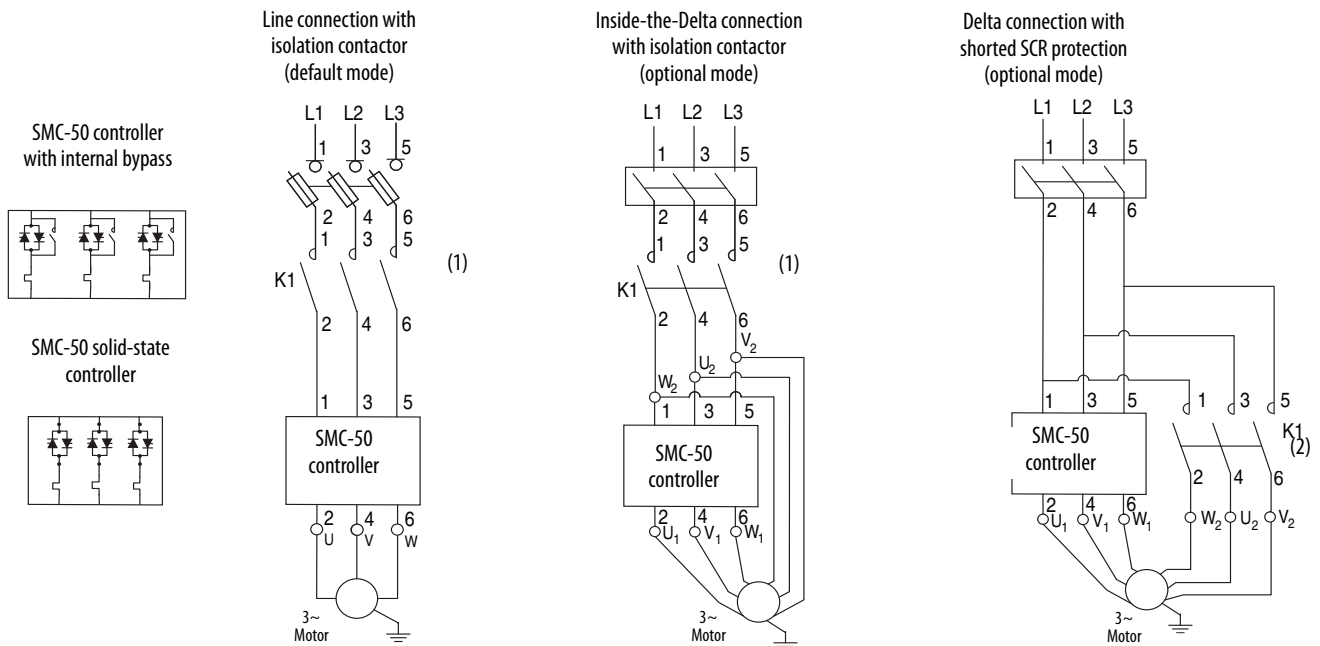 SMC-50 controller
with internal bypass
SMC-50 solid-state
controller
Line connection with
isolation contactor
(default mode)
L1 L2 L3
1 3 5
2 4 6
1 3 5
K1
(1)
2 4 6
1 3 5
SMC-50
controller
2 4 6
U V W
3~
Motor
Inside-the-Delta connection
with isolation contactor
(optional mode)
L1 L2 L3
1 3 5
2 4 6
1 3 5
K1
(1)
2 4 6
V2
U2
W2
1 3 5
SMC-50
controller
2 4 6
U1 V1 W1
3~
Motor
Delta connection with
shorted SCR protection
(optional mode)
L1 L2 L3
1 3 5
2 4 6
1 3 5
1 3 5
K1
(2)
SMC-50
controller
2 4 6
2 4 6
U1 V1 W1
W2 U2 V2
3~
Motor